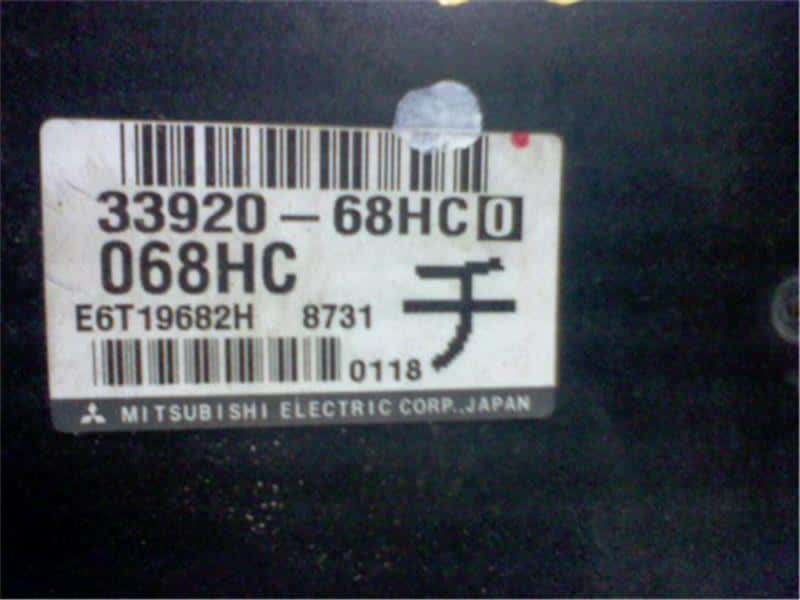 33920-68HC0
068HC
チ
E6T19682H 8731
0118
MITSUBISHI ELECTRIC CORP.,JAPAN